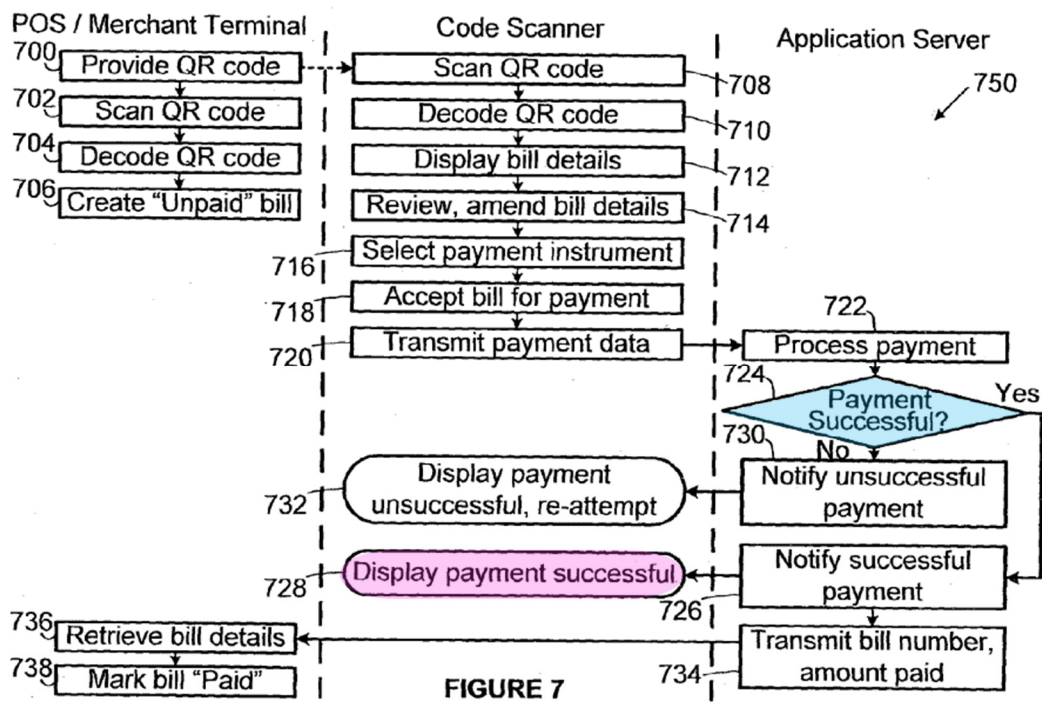 POS / Merchant Terminal
Code Scanner
Application Server
700
Provide QR code
Scan QR code
708
750
702
Scan QR code
Decode QR code
710
704
Decode QR code
Display bill details
712
706
Create “Unpaid” bill
Review, amend bill details
714
716
Select payment instrument
718
Accept bill for payment
722
720
Transmit payment data
Process payment
724
Payment
Successful?
Yes
730
No
732
Display payment
unsuccessful, re-attempt
Notify unsuccessful
payment
728
Display payment successful
Notify successful
payment
726
736
Retrieve bill details
Transmit bill number,
amount paid
734
738
Mark bill “Paid”
FIGURE 7